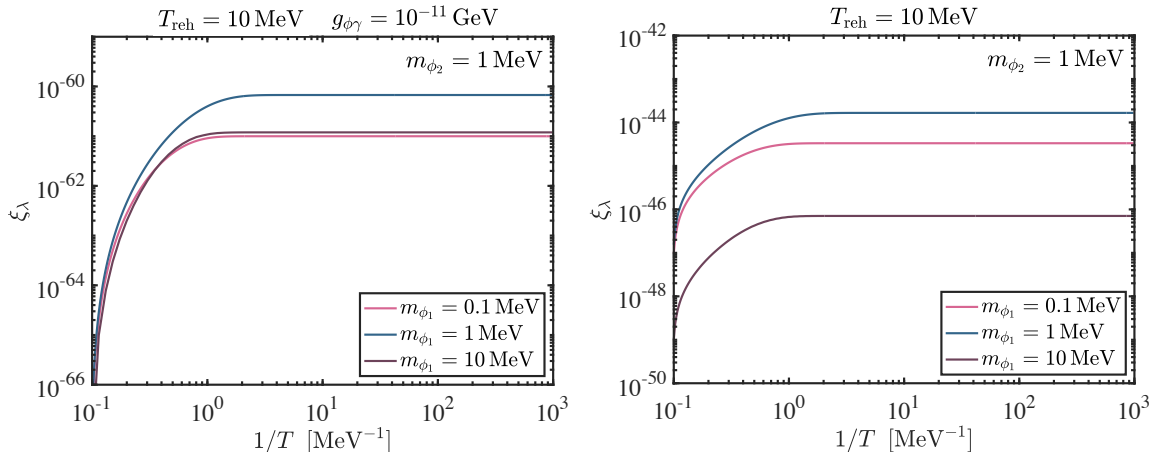 T_reh = 10 MeV g_ϕγ = 10^-11 GeV
m_ϕ₂ = 1 MeV
10^-60
10^-62
10^-64
10^-66
ξ_λ
m_ϕ₁ = 0.1 MeV
m_ϕ₁ = 1 MeV
m_ϕ₁ = 10 MeV
10^-1 10^0 10^1 10^2 10^3
1/T [MeV^-1]
T_reh = 10 MeV
m_ϕ₂ = 1 MeV
10^-42
10^-44
10^-46
10^-48
10^-50
ξ_λ
m_ϕ₁ = 0.1 MeV
m_ϕ₁ = 1 MeV
m_ϕ₁ = 10 MeV
10^-1 10^0 10^1 10^2 10^3
1/T [MeV^-1]